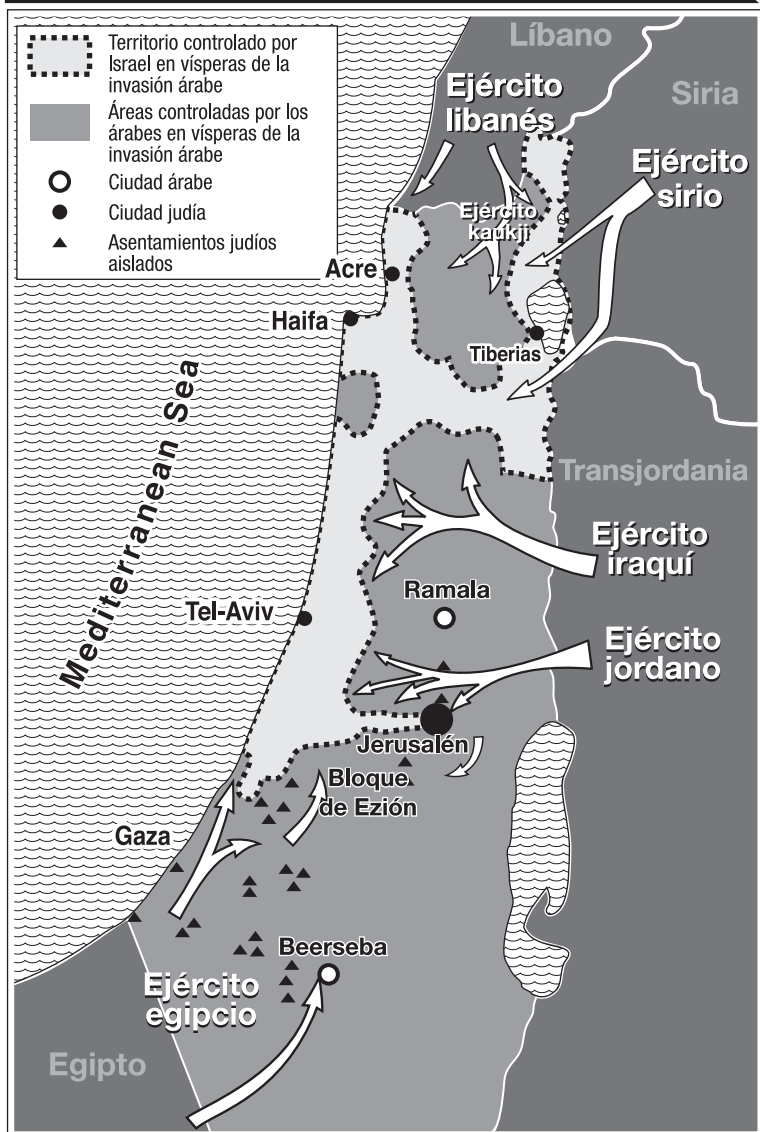 Territorio controlado por
Israel en vísperas de la
invasión árabe
Áreas controladas por los
árabes en vísperas de la
invasión árabe
Ciudad árabe
Ciudad judía
Asentamientos judíos
aislados
Líbano
Siria
Ejército
libanés
Ejército
sirio
Ejército
kaukji
Acre
Haifa
Tiberias
Mediterranean Sea
Transjordania
Ejército
iraquí
Ramala
Tel-Aviv
Ejército
jordano
Jerusalén
Bloque
de Ezión
Gaza
Beerseba
Ejército
egipcio
Egipto